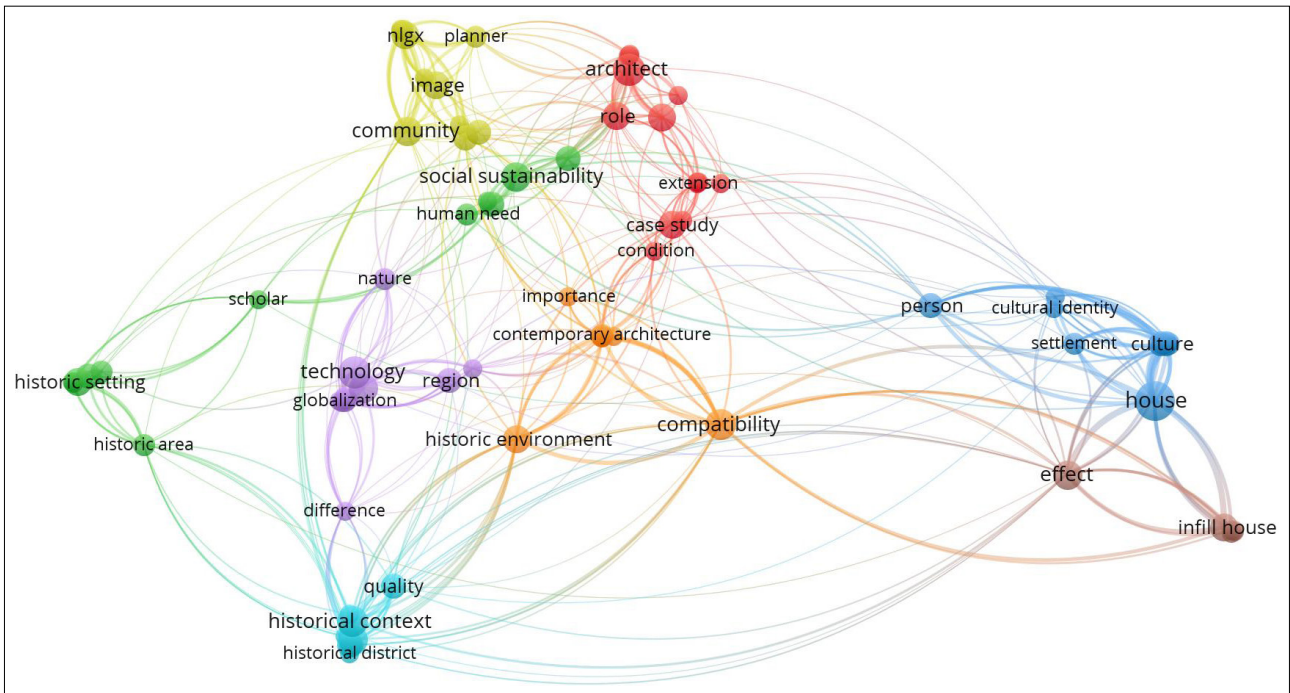 nlgx
planner
architect
image
role
community
social sustainability
extension
human need
case study
condition
nature
scholar
importance
person
cultural identity
contemporary architecture
settlement
culture
technology
region
historic setting
globalization
house
compatibility
historic environment
historic area
effect
difference
infill house
quality
historical context
historical district